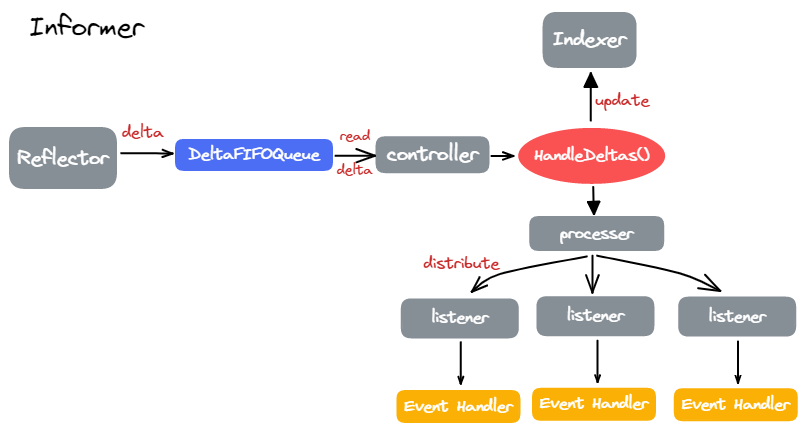 Informer
Indexer
update
delta
read
Reflector
DeltaFIFOQueue
controller
HandleDeltas()
delta
processer
distribute
listener
listener
listener
Event Handler
Event Handler
Event Handler